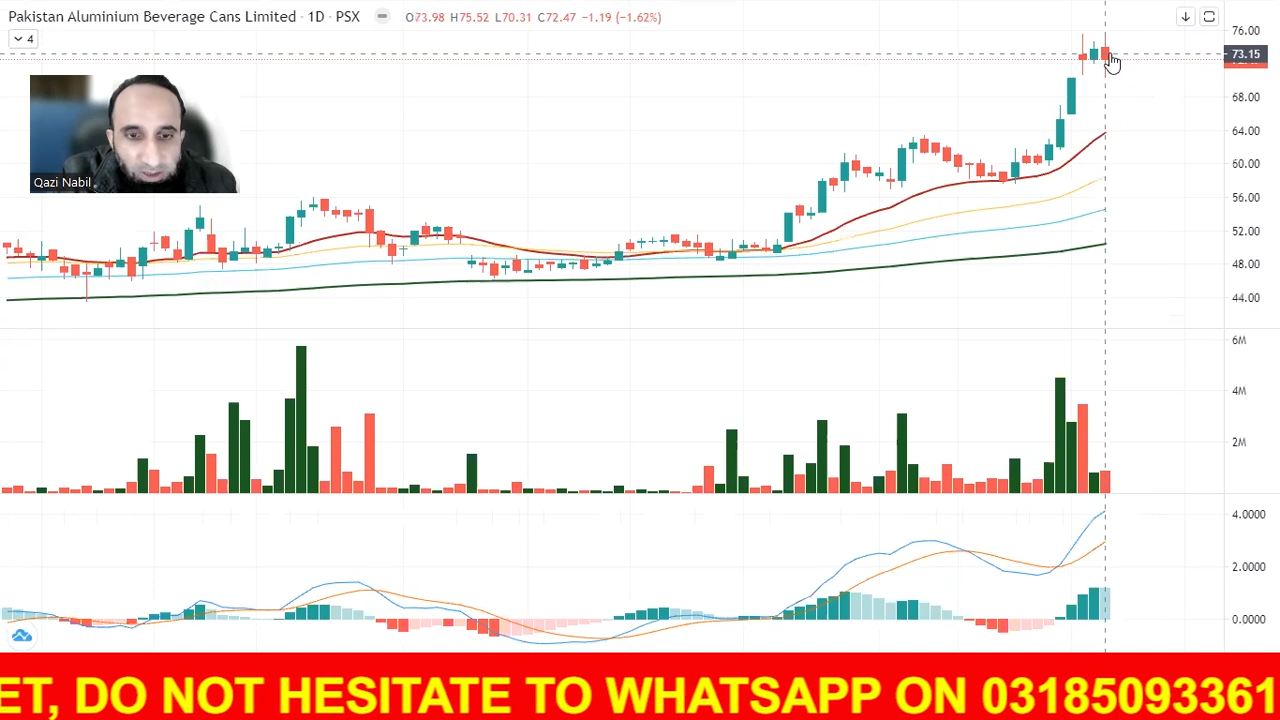 Pakistan Aluminium Beverage Cans Limited · 1D · PSX O73.98 H75.52 L70.31 C72.47 −1.19 (−1.62%)
4
76.00
73.15
68.00
64.00
60.00
56.00
52.00
48.00
44.00
Qazi Nabil
6M
4M
2M
4.0000
2.0000
0.0000
ET, DO NOT HESITATE TO WHATSAPP ON 03185093361